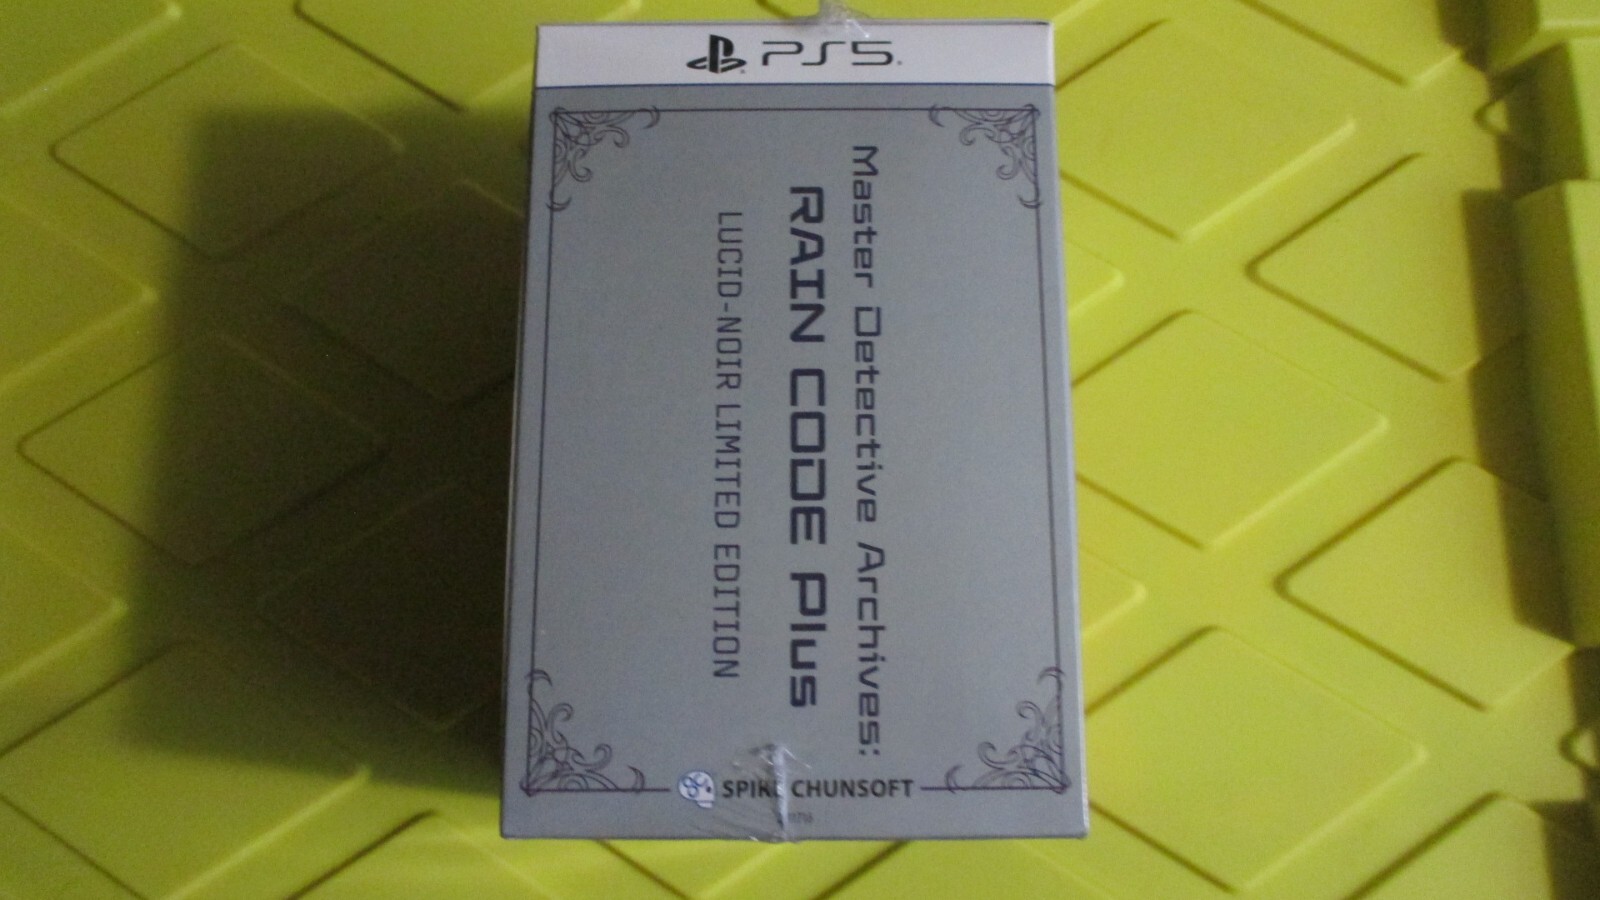 PS5
Master Detective Archives:
RAIN CODE Plus
LUCID-NOIR LIMITED EDITION
SPIKE CHUNSOFT